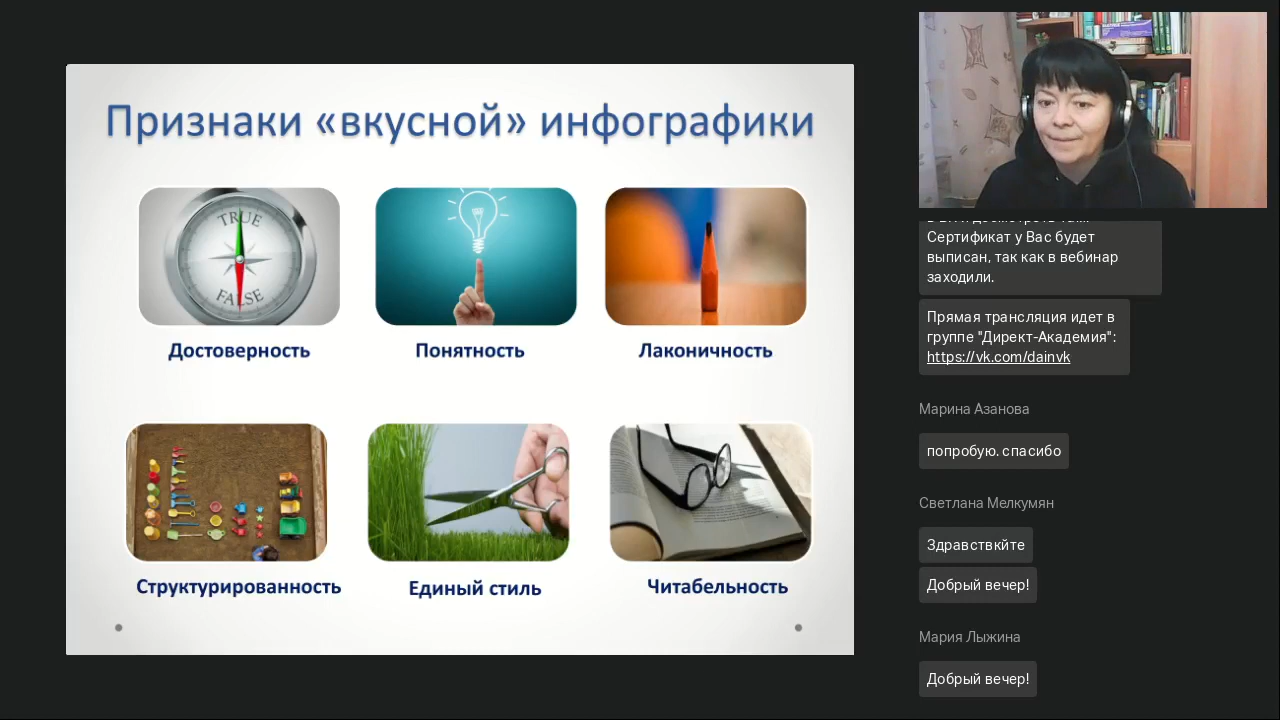 Признаки «вкусной» инфографики
TRUE
FALSE
Достоверность
Понятность
Лаконичность
Структурированность
Единый стиль
Читабельность
Сертификат у Вас будет
выписан, так как в вебинар
заходили.
Прямая трансляция идет в
группе "Директ-Академия":
https://vk.com/dainvk
Марина Азанова
попробую. спасибо
Светлана Мелкумян
Здравствкйте
Добрый вечер!
Мария Лыжина
Добрый вечер!